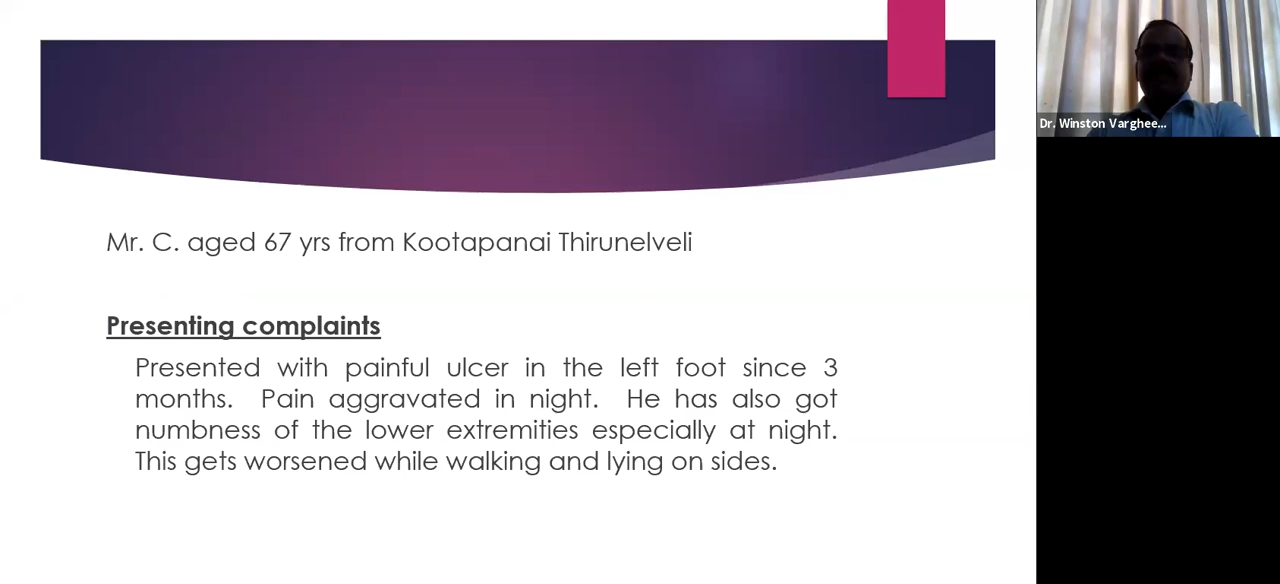 Mr. C. aged 67 yrs from Kootapanai Thirunelveli
Presenting complaints
Presented with painful ulcer in the left foot since 3
months. Pain aggravated in night. He has also got
numbness of the lower extremities especially at night.
This gets worsened while walking and lying on sides.
Dr. Winston Varghee...